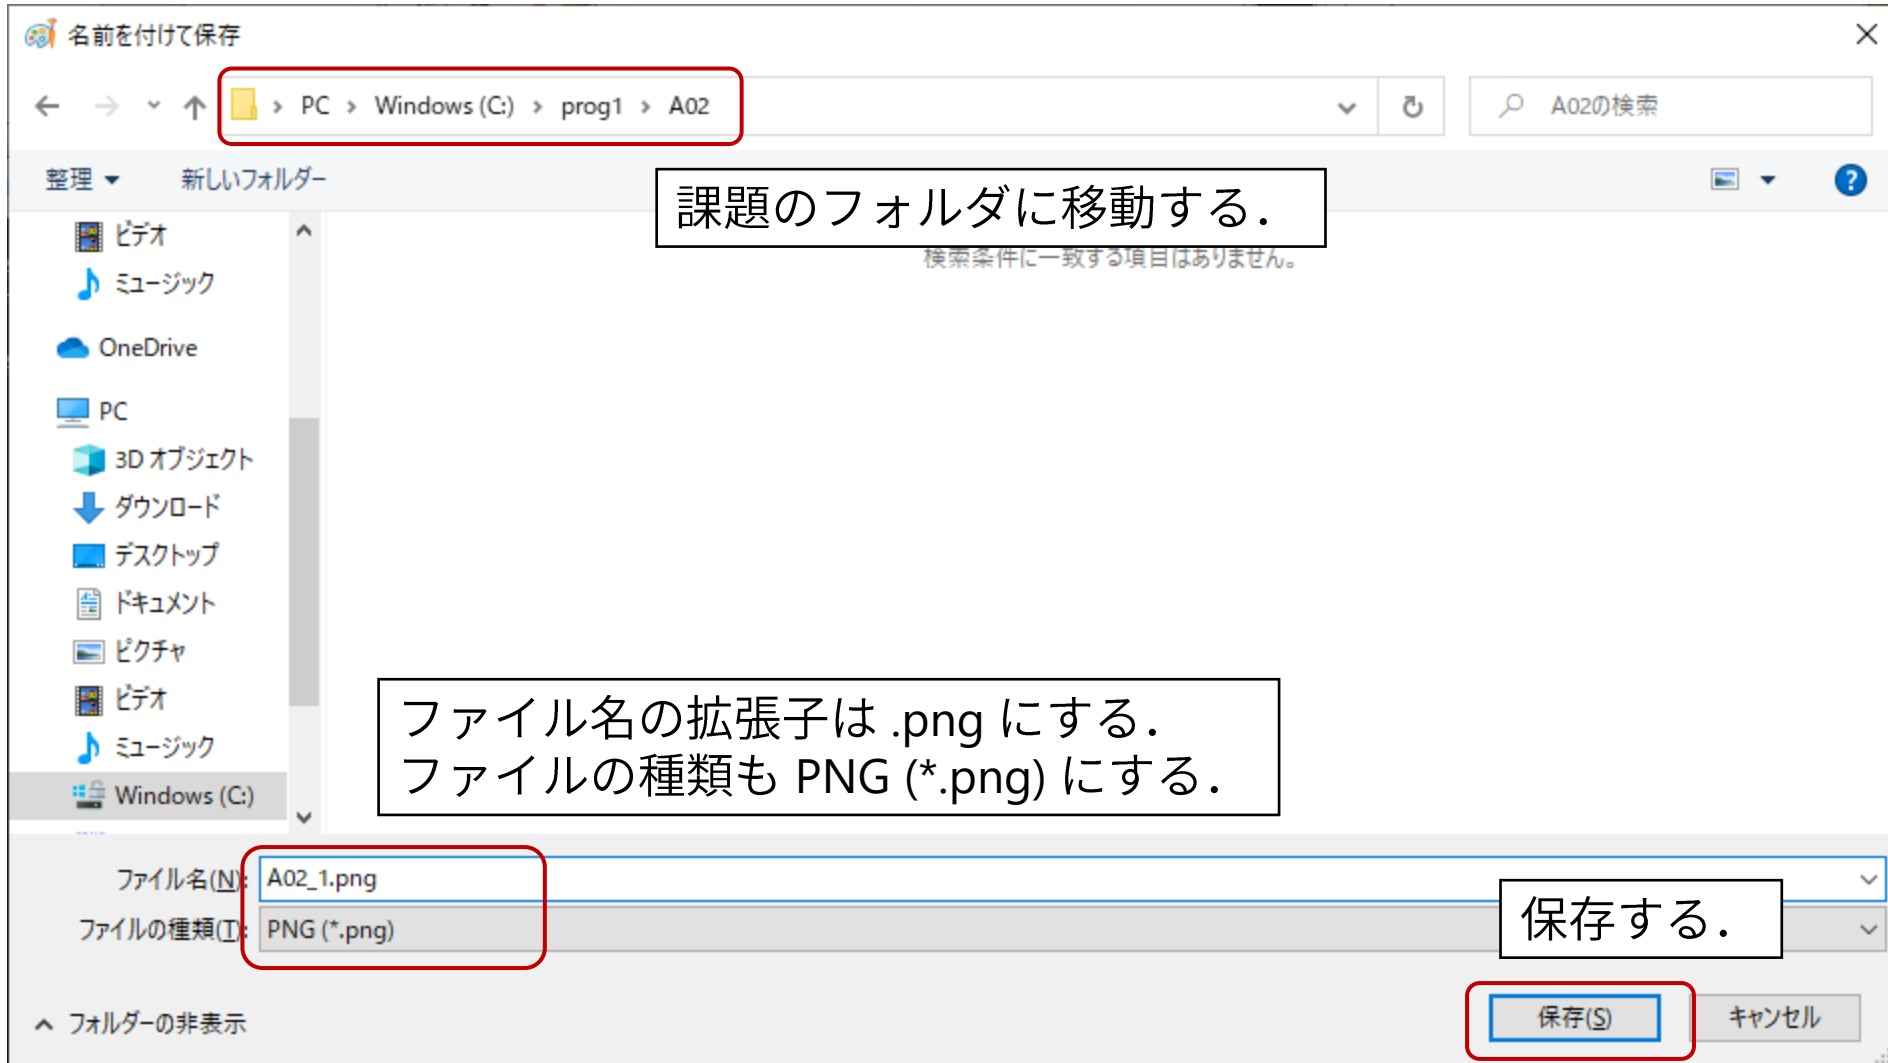 名前を付けて保存
PC › Windows (C:) › prog1 › A02
A02の検索
整理
新しいフォルダー
課題のフォルダに移動する．
検索条件に一致する項目はありません。
ビデオ
ミュージック
OneDrive
PC
3D オブジェクト
ダウンロード
デスクトップ
ドキュメント
ピクチャ
ビデオ
ミュージック
Windows (C:)
ファイル名の拡張子は .png にする．
ファイルの種類も PNG (*.png) にする．
ファイル名(N): A02_1.png
ファイルの種類(T): PNG (*.png)
保存する．
フォルダーの非表示
保存(S)
キャンセル